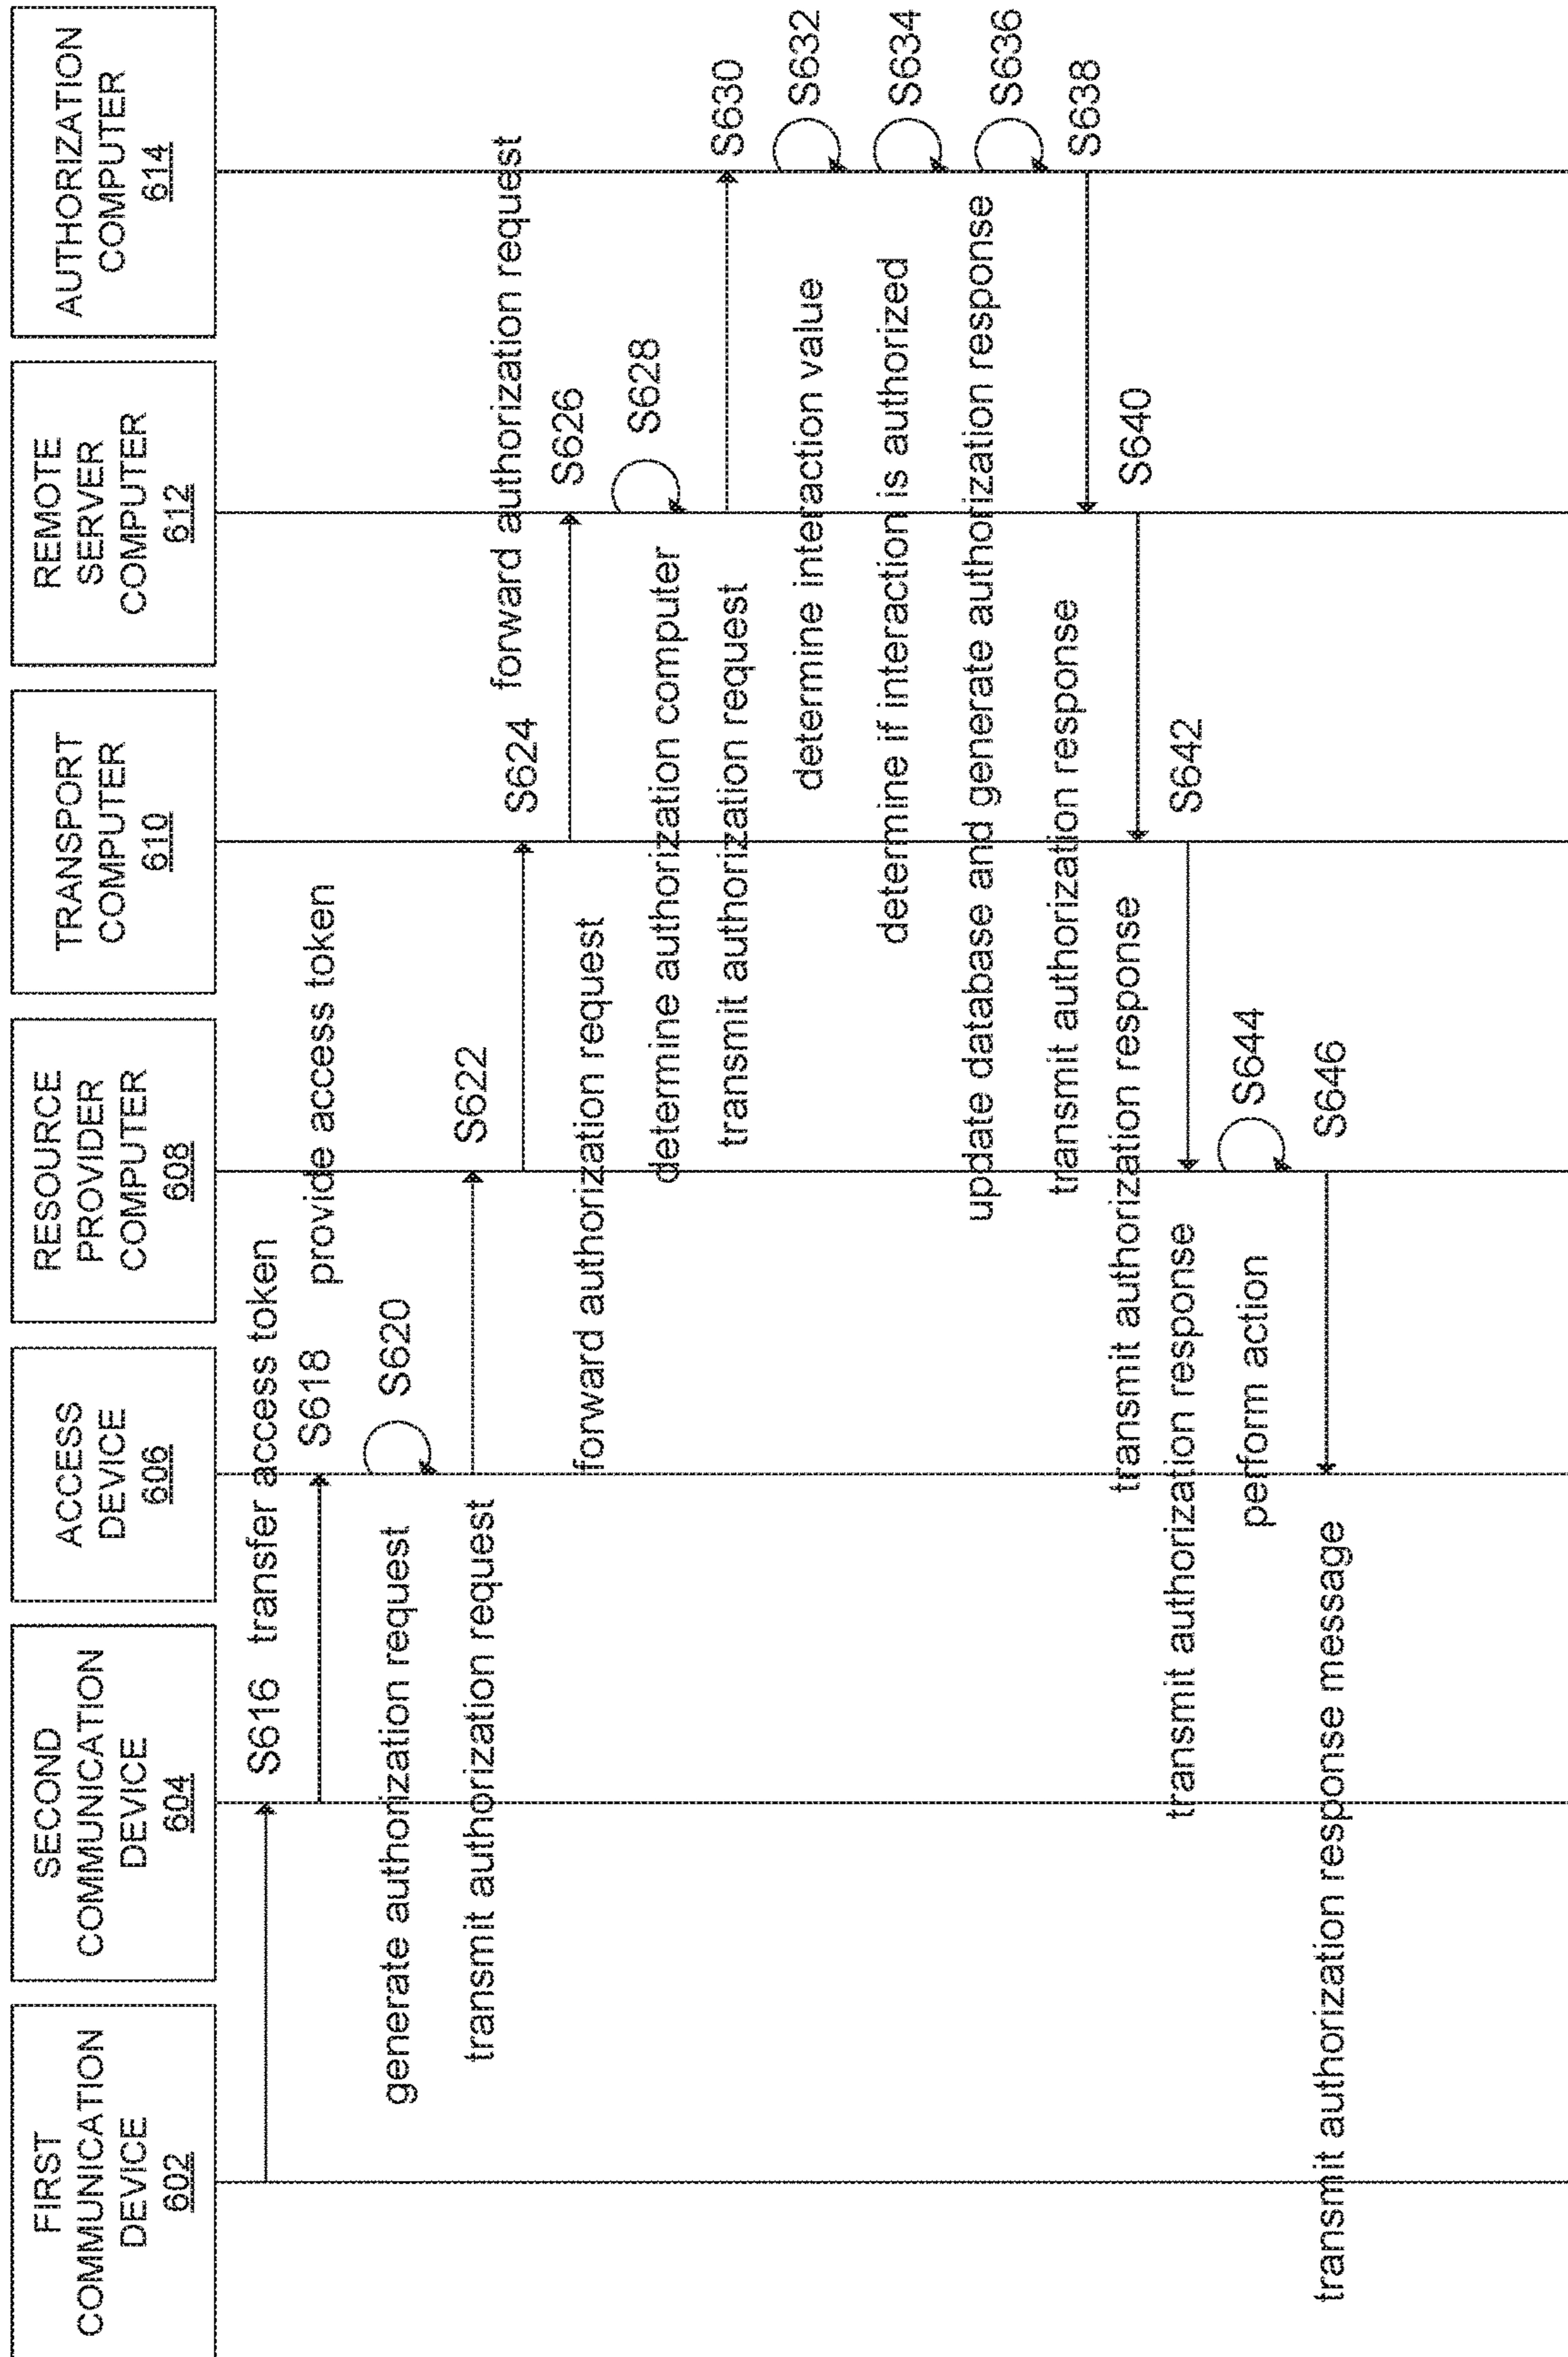 FIRST
COMMUNICATION
DEVICE
602
SECOND
COMMUNICATION
DEVICE
604
ACCESS
DEVICE
606
RESOURCE
PROVIDER
COMPUTER
608
TRANSPORT
COMPUTER
610
REMOTE
SERVER
COMPUTER
612
AUTHORIZATION
COMPUTER
614
S616 transfer access token
S618 provide access token
generate authorization request
S620
transmit authorization request
S622
S624 forward authorization request
forward authorization request
S626
determine authorization computer
S628
transmit authorization request
S630
determine interaction value
S632
determine if interaction is authorized
S634
update database and generate authorization response
S636
transmit authorization response
S638
transmit authorization response
S640
transmit authorization response
S642
perform action
S644
transmit authorization response message
S646